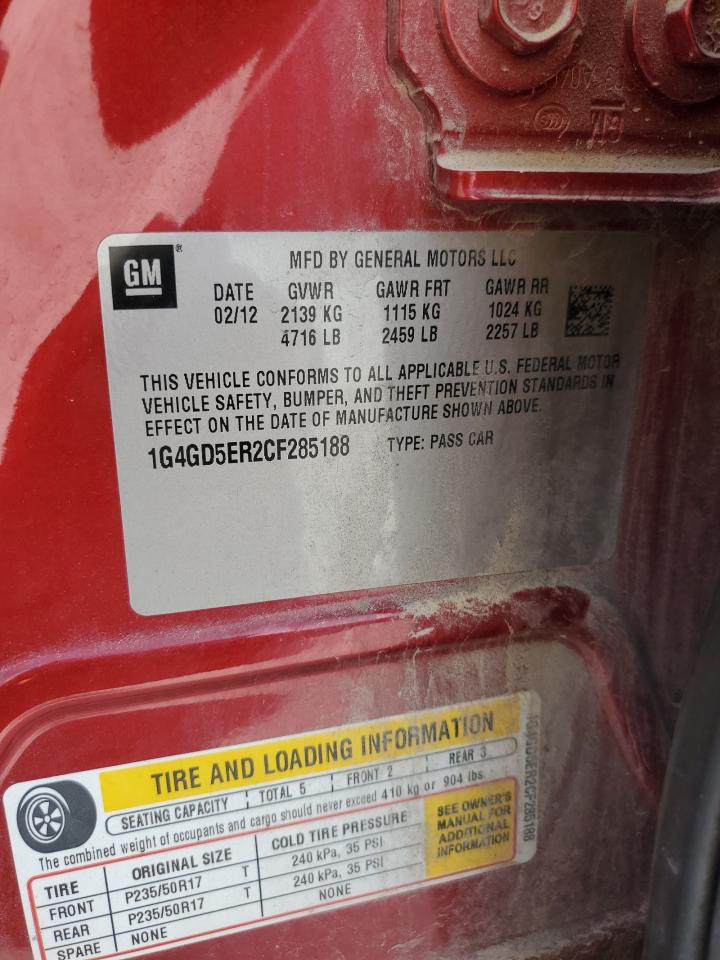 GM
GM ®
MFD BY GENERAL MOTORS LLC
DATE GVWR GAWR FRT GAWR RR
02/12 2139 KG 1115 KG 1024 KG
4716 LB 2459 LB 2257 LB
THIS VEHICLE CONFORMS TO ALL APPLICABLE U.S. FEDERAL MOTOR
VEHICLE SAFETY, BUMPER, AND THEFT PREVENTION STANDARDS IN
EFFECT ON THE DATE OF MANUFACTURE SHOWN ABOVE.
1G4GD5ER2CF285188 TYPE: PASS CAR
TIRE AND LOADING INFORMATION
SEATING CAPACITY TOTAL 5 FRONT 2 REAR 3
The combined weight of occupants and cargo should never exceed 410 kg or 904 lbs.
TIRE ORIGINAL SIZE COLD TIRE PRESSURE
FRONT P235/50R17 T 240 kPa, 35 PSI
REAR P235/50R17 T 240 kPa, 35 PSI
SPARE NONE NONE
SEE OWNER'S
MANUAL FOR
ADDITIONAL
INFORMATION
1G4GD5ER2CF285188